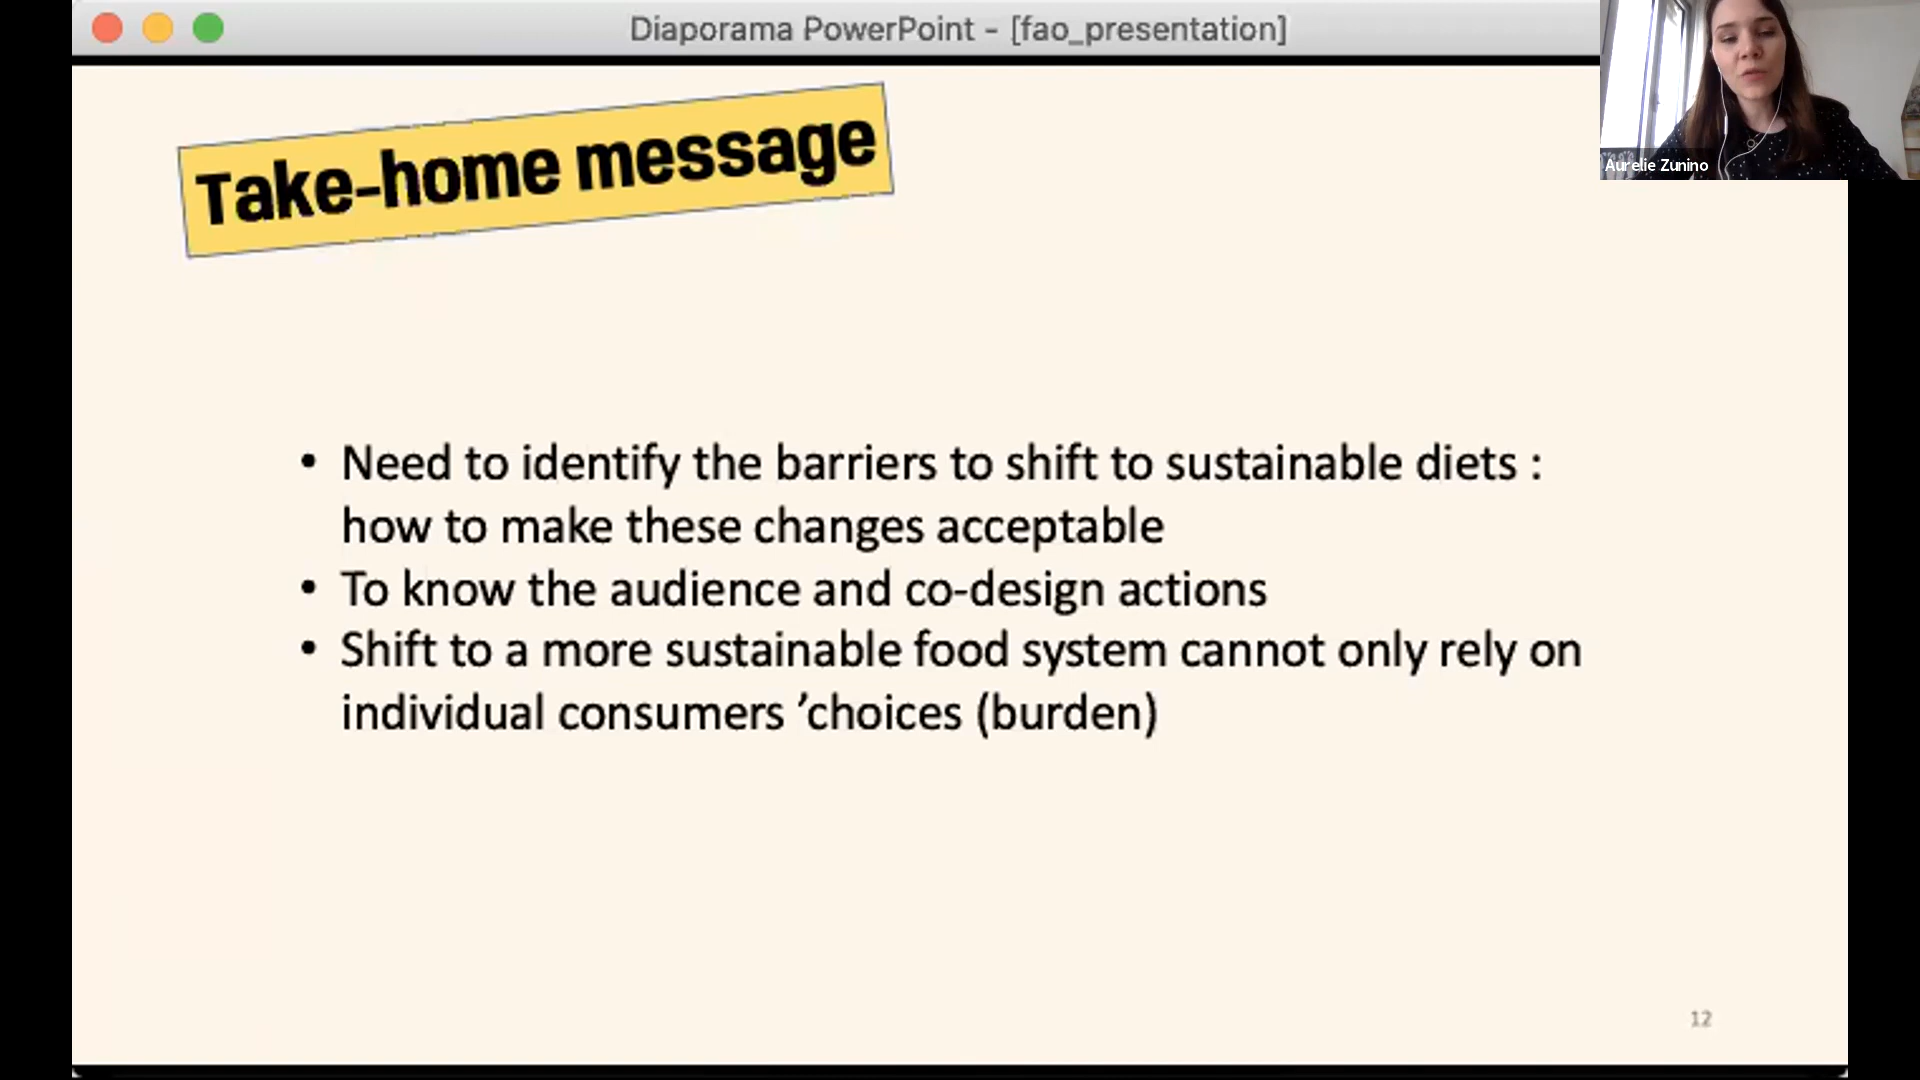 Diaporama PowerPoint - [fao_presentation]
Aurelie Zunino
Take-home message
• Need to identify the barriers to shift to sustainable diets :
how to make these changes acceptable
• To know the audience and co-design actions
• Shift to a more sustainable food system cannot only rely on
individual consumers ’choices (burden)
12